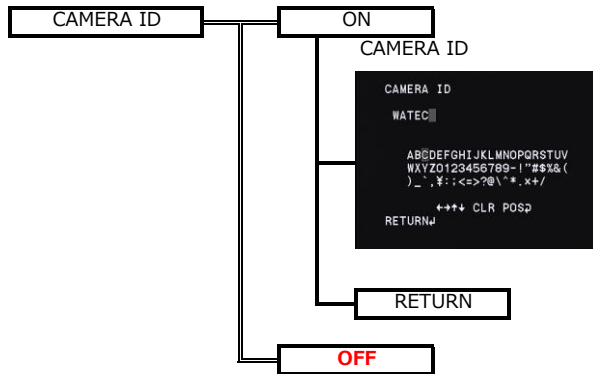 CAMERA ID
ON
CAMERA ID
CAMERA ID
WATEC
ABCDEFGHIJKLMNOPQRSTUV
WXYZ0123456789-!"#$%&(
)_`,¥:;<=>?@\^*.×+/
←→↑↓ CLR POS⊋
RETURN↲
RETURN
OFF